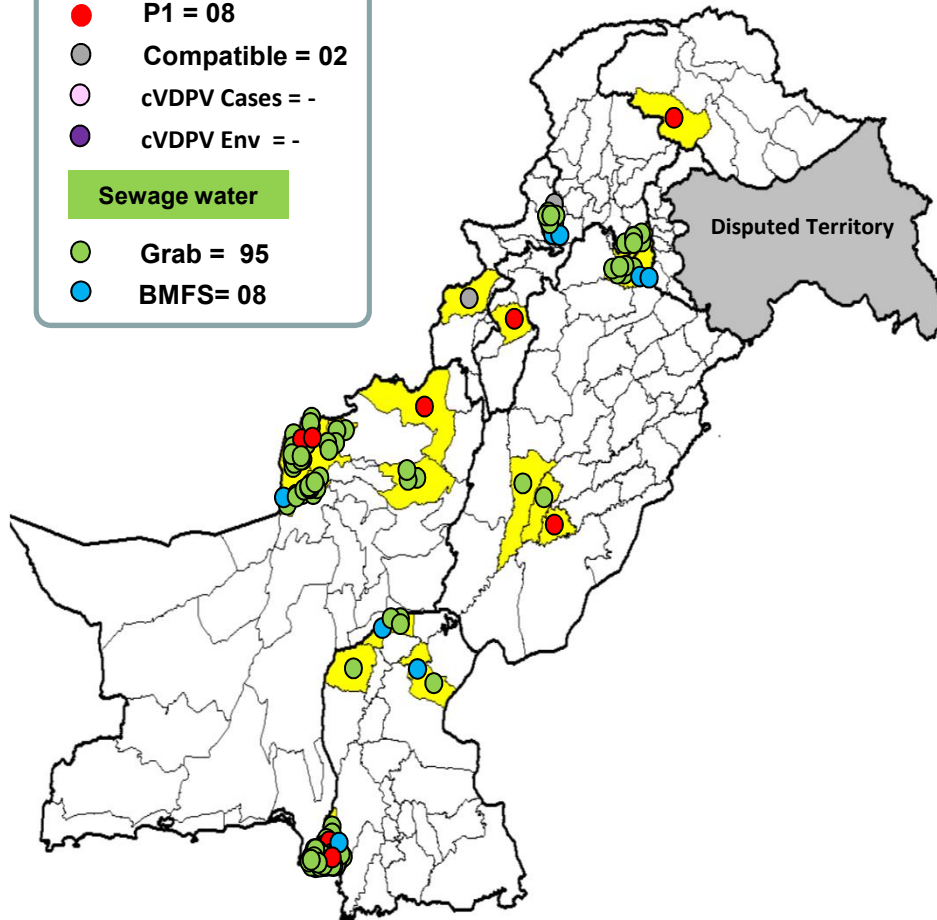 P1 = 08
Compatible = 02
cVDPV Cases = -
cVDPV Env  = -
Sewage water
Grab =  95
BMFS= 08
Disputed Territory